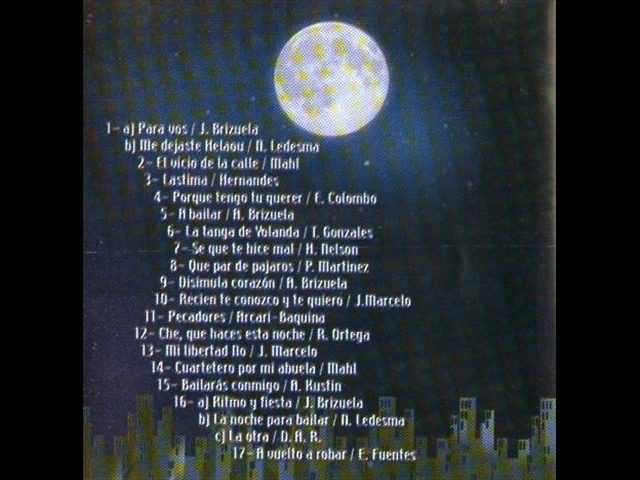 1- a) Para vos / J. Brizuela
b) Me dejaste Helaou / N. Ledesma
2- El vicio de la calle / Mahl
3- Lastima / Hernandes
4- Porque tengo tu querer / E. Colombo
5- A bailar / A. Brizuela
6- La tanga de Yolanda / T. Gonzales
7- Se que te hice mal / H. Nelson
8- Que par de pajaros / P. Martinez
9- Disimula corazón / A. Brizuela
10- Recien te conozco y te quiero / J.Marcelo
11- Pecadores / Arcari-Baquina
12- Che, que haces esta noche / R. Ortega
13- Mi libertad No / J. Marcelo
14- Cuartetero por mi abuela / Mahl
15- Bailarás conmigo / A. Kustin
16- a) Ritmo y fiesta / J. Brizuela
b) La noche para bailar / N. Ledesma
c) La otra / D. A. R.
17- A vuelto a robar / E. Fuentes